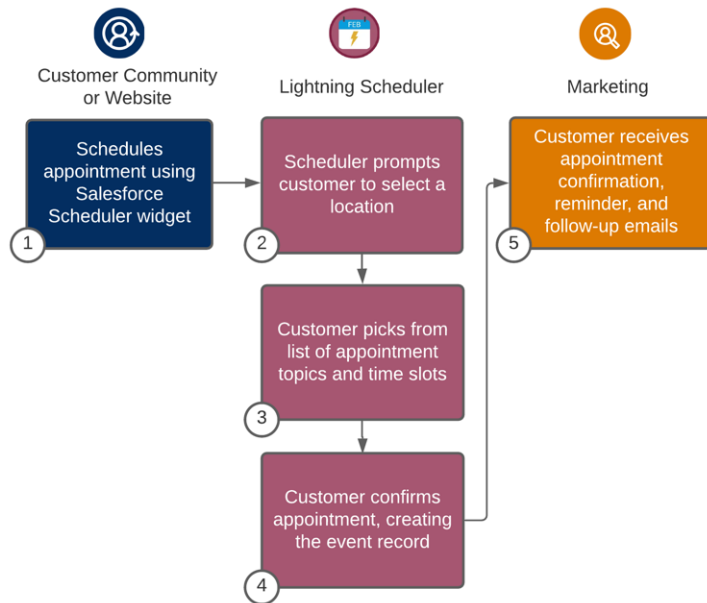 FEB
Customer Community
or Website
Lightning Scheduler
Marketing
Schedules
appointment using
Salesforce
Scheduler widget
1
Scheduler prompts
customer to select a
location
2
Customer picks from
list of appointment
topics and time slots
3
Customer confirms
appointment, creating
the event record
4
Customer receives
appointment
confirmation,
reminder, and
follow-up emails
5